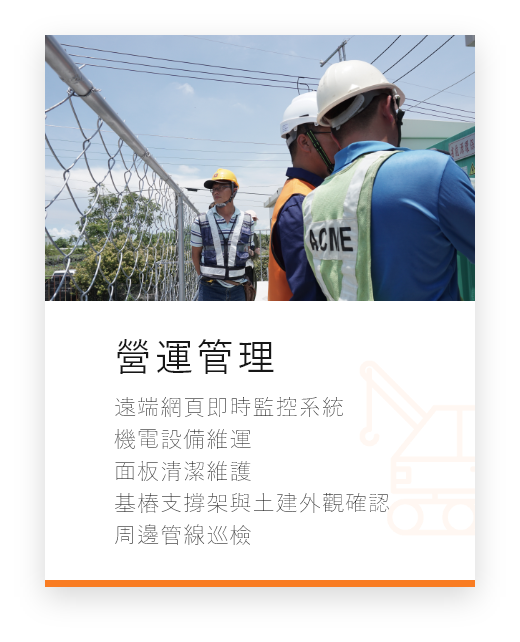 ACME
營運管理
遠端網頁即時監控系統
機電設備維運
面板清潔維護
基樁支撐架與土建外觀確認
周邊管線巡檢